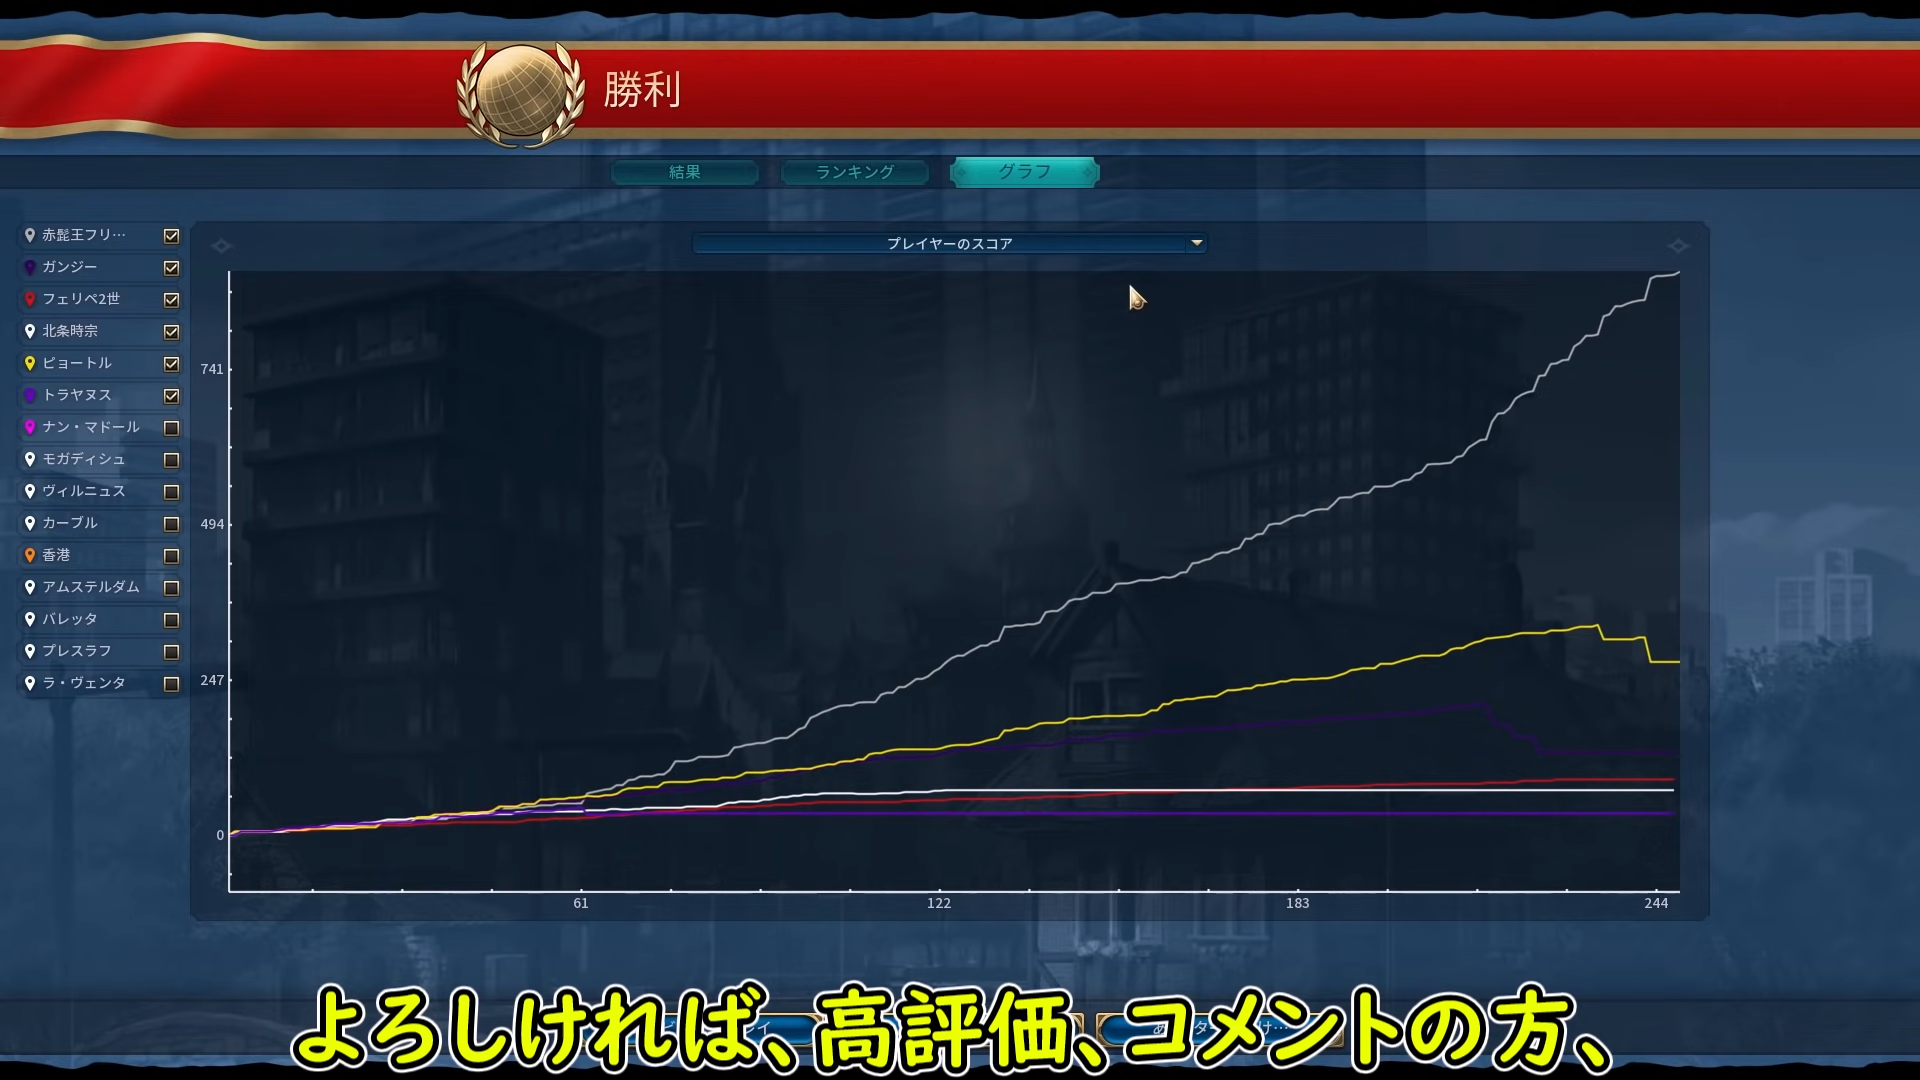 勝利
結果
ランキング
グラフ
赤髭王フリ…
ガンジー
フェリペ2世
北条時宗
ピョートル
トラヤヌス
ナン・マドール
モガディシュ
ヴィルニュス
カーブル
香港
アムステルダム
バレッタ
プレスラフ
ラ・ヴェンタ
プレイヤーのスコア
741
494
247
0
61
122
183
244
よろしければ、高評価、コメントの方、